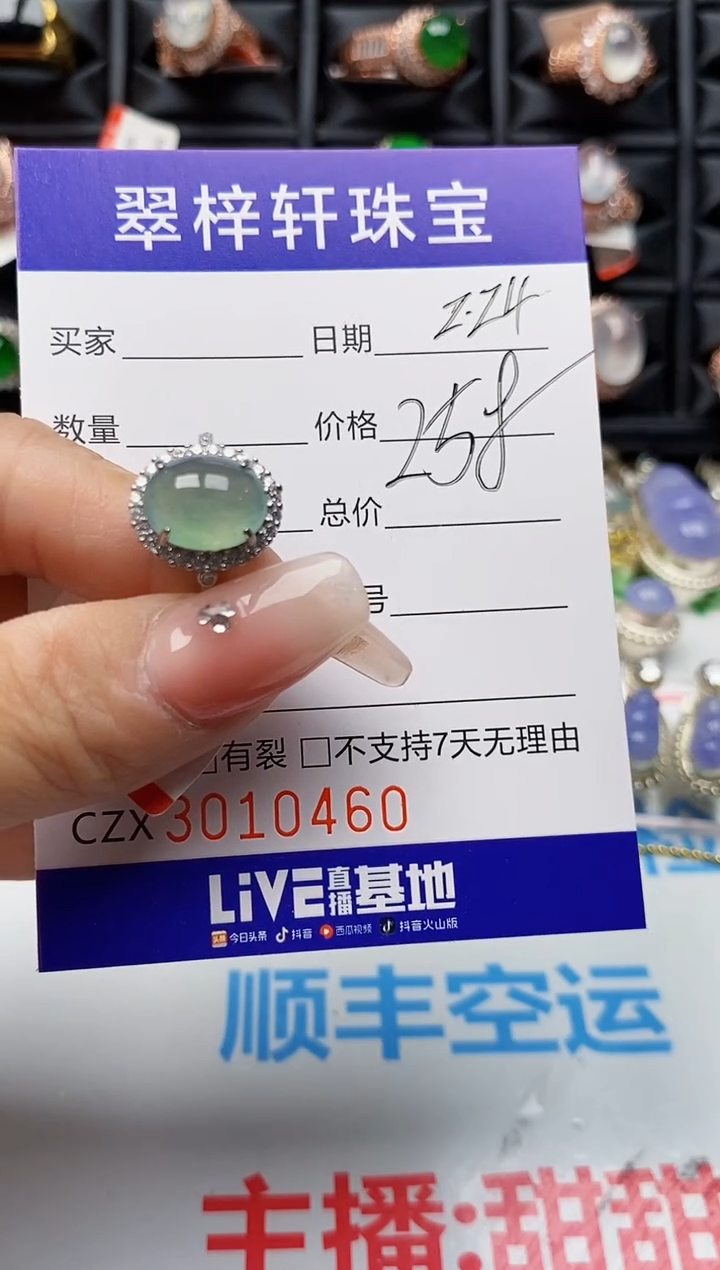 翠梓轩珠宝
买家 日期 2.24
数量 价格 258
总价
号
有裂 □不支持7天无理由
CZX 3010460
LiVE直播基地
今日头条 抖音 西瓜视频 抖音火山版
顺丰空运
主播:甜甜